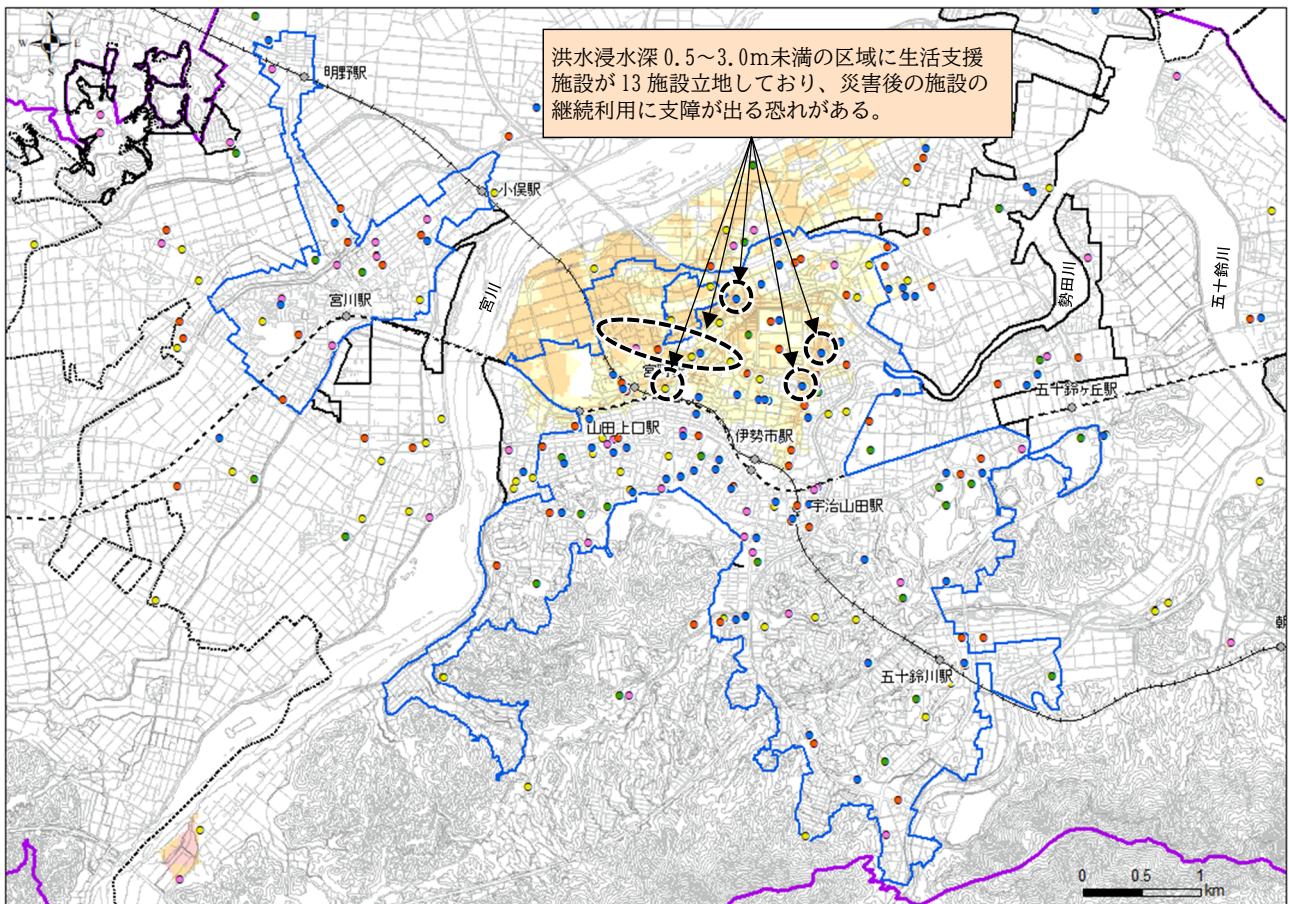 N
W E
S
洪水浸水深 0.5～3.0m未満の区域に生活支援
施設が 13 施設立地しており、災害後の施設の
継続利用に支障が出る恐れがある。
明野駅
小俣駅
宮川
宮川駅
勢田川
五十鈴川
宮
五十鈴ヶ丘駅
山田上口駅
伊勢市駅
宇治山田駅
五十鈴川駅
朝
0 0.5 1
km